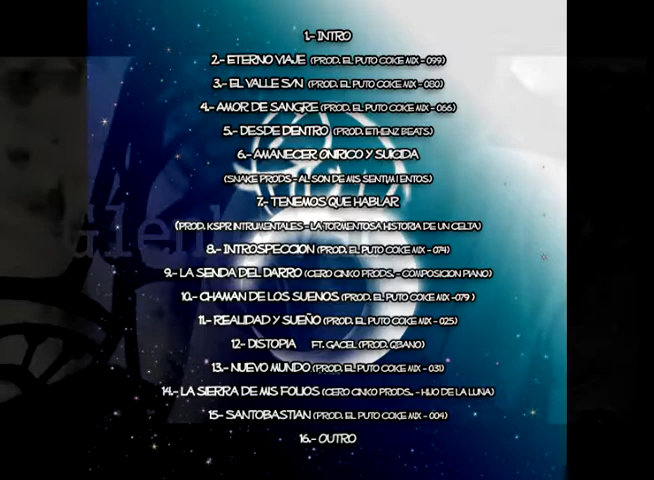 1.- INTRO
2.- ETERNO VIAJE (PROD. EL PUTO COKE MIX - 099)
3.- EL VALLE S/N (PROD. EL PUTO COKE MIX - 080)
4.- AMOR DE SANGRE (PROD. EL PUTO COKE MIX - 066)
5.- DESDE DENTRO (PROD. ETHENZ BEATS)
6.- AMANECER ONIRICO Y SUICIDA
(SNAKE PRODS - AL SON DE MIS SENTIMIENTOS)
7.- TENEMOS QUE HABLAR
(PROD. KSPR INTRUMENTALES - LA TORMENTOSA HISTORIA DE UN CELTA)
8.- INTROSPECCION (PROD. EL PUTO COKE MIX - 074)
9.- LA SENDA DEL DARRO (CERO CINKO PRODS. - COMPOSICION PIANO)
10.- CHAMAN DE LOS SUENOS (PROD. EL PUTO COKE MIX -079 )
11.- REALIDAD Y SUEÑO (PROD. EL PUTO COKE MIX - 025)
12.- DISTOPIA FT. GACEL (PROD. QBANO)
13.- NUEVO MUNDO (PROD. EL PUTO COKE MIX - 031)
14.- LA SIERRA DE MIS FOLIOS (CERO CINKO PRODS.. - HIJO DE LA LUNA)
15.- SANTOBASTIAN (PROD. EL PUTO COKE MIX - 004)
16.- OUTRO